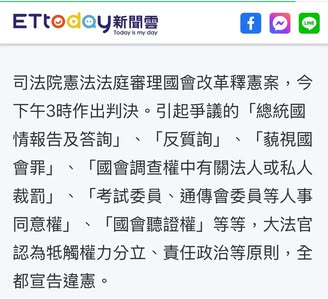 ETtoday新聞雲
Today is my day
司法院憲法法庭審理國會改革釋憲案，今
下午3時作出判決。引起爭議的「總統國
情報告及答詢」、「反質詢」、「藐視國
會罪」、「國會調查權中有關法人或私人
裁罰」、「考試委員、通傳會委員等人事
同意權」、「國會聽證權」等等，大法官
認為牴觸權力分立、責任政治等原則，全
都宣告違憲。